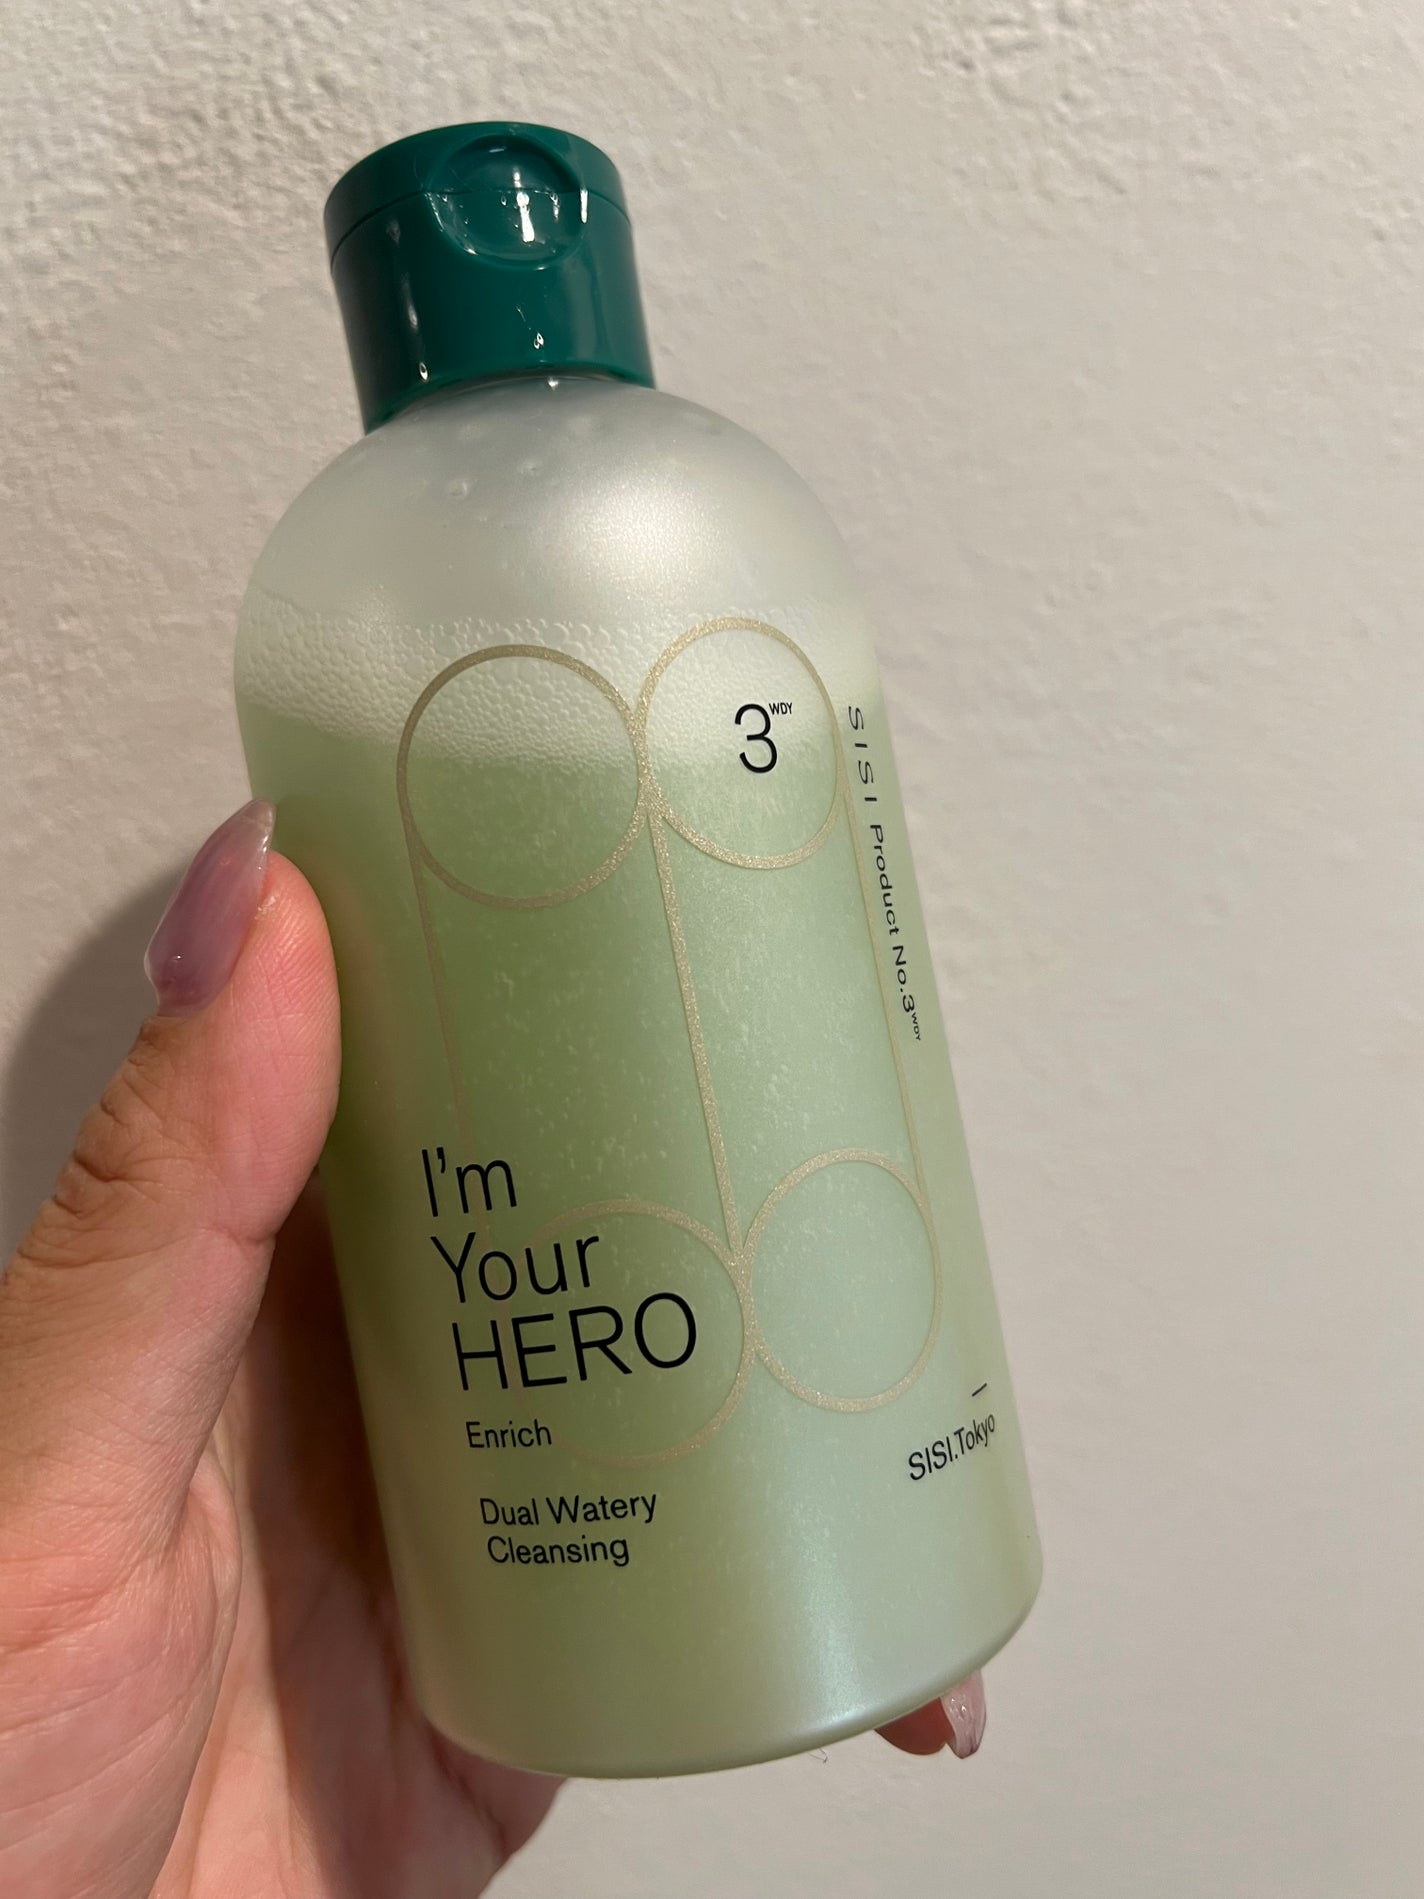 3WDY
SISI Product No.3WDY
I'm
Your
HERO
Enrich
Dual Watery
Cleansing
SISI.Tokyo